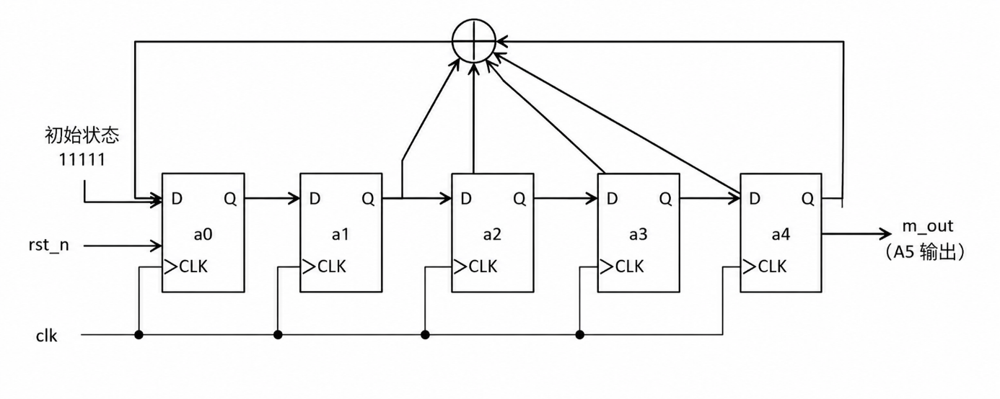 初始状态
11111
D Q D Q D Q D Q D Q
a0 a1 a2 a3 a4
m_out
(A5 输出)
rst_n
CLK CLK CLK CLK CLK
clk